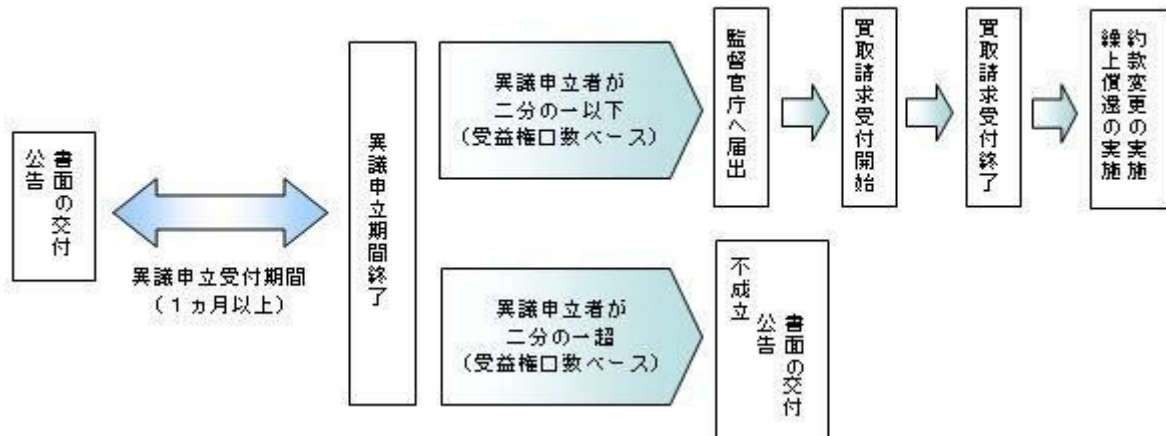 書面の交付
公告
異議申立受付期間
(1ヵ月以上)
異議申立期間終了
異議申立者が
二分の一以下
(受益権口数ベース)
監督官庁へ届出
買取請求受付開始
買取請求受付終了
約款変更の実施
繰上償還の実施
異議申立者が
二分の一超
(受益権口数ベース)
不成立
書面の交付
公告